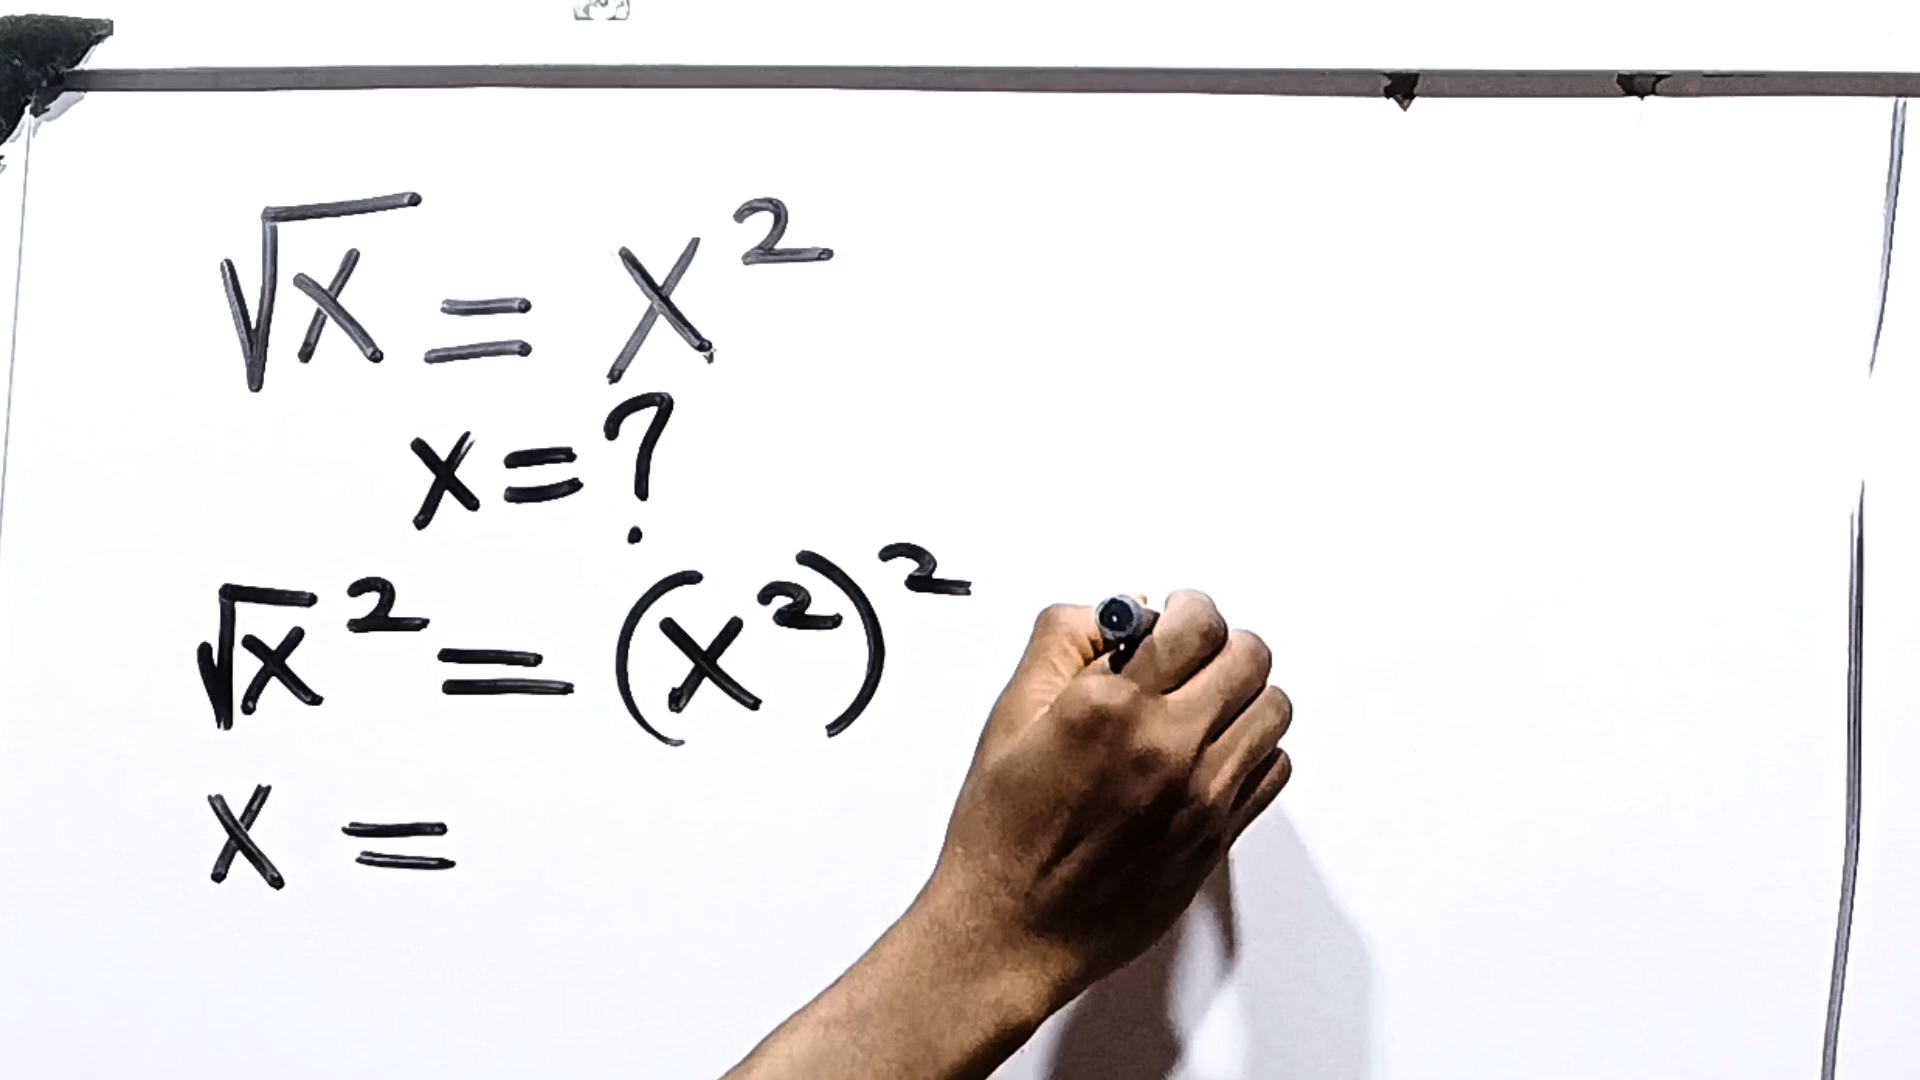 √x = x²
x = ?
√x² = (x²)²
x =